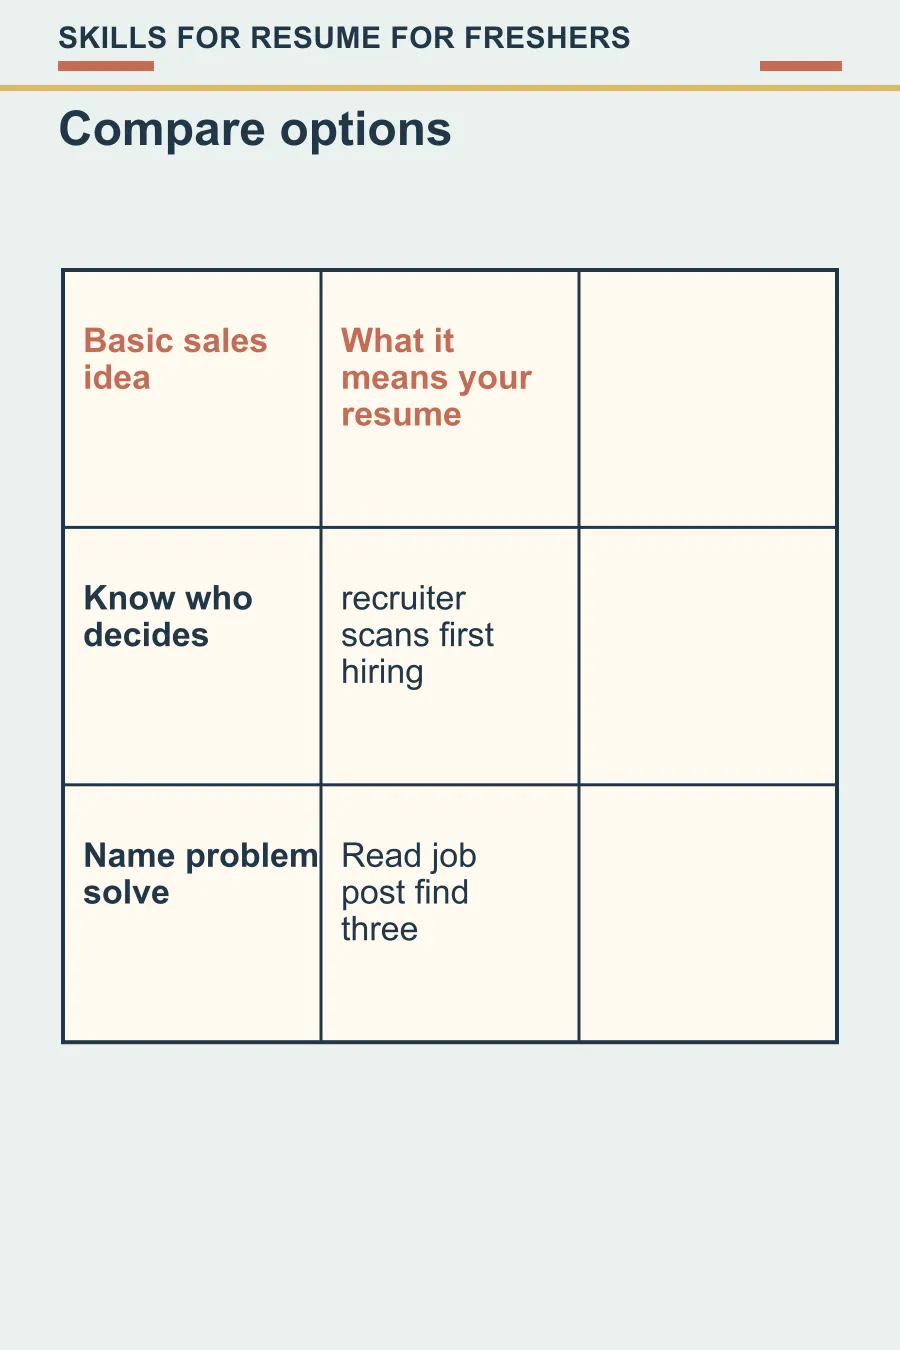 SKILLS FOR RESUME FOR FRESHERS
Compare options
Basic sales
idea
What it
means your
resume
Know who
decides
recruiter
scans first
hiring
Name problem
solve
Read job
post find
three